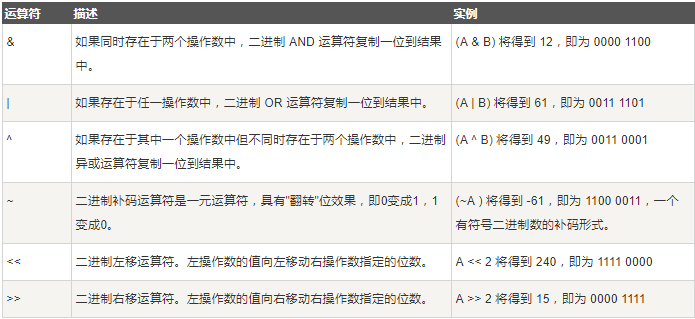 运算符 描述 实例
& 如果同时存在于两个操作数中，二进制 AND 运算符复制一位到结果 (A & B) 将得到 12，即为 0000 1100
中。
| 如果存在于任一操作数中，二进制 OR 运算符复制一位到结果中。 (A | B) 将得到 61，即为 0011 1101
^ 如果存在于其中一个操作数中但不同时存在于两个操作数中，二进制 (A ^ B) 将得到 49，即为 0011 0001
异或运算符复制一位到结果中。
~ 二进制补码运算符是一元运算符，具有"翻转"位效果，即0变成1，1 (~A ) 将得到 -61，即为 1100 0011，一个
变成0。 有符号二进制数的补码形式。
<< 二进制左移运算符。左操作数的值向左移动右操作数指定的位数。 A << 2 将得到 240，即为 1111 0000
>> 二进制右移运算符。左操作数的值向右移动右操作数指定的位数。 A >> 2 将得到 15，即为 0000 1111